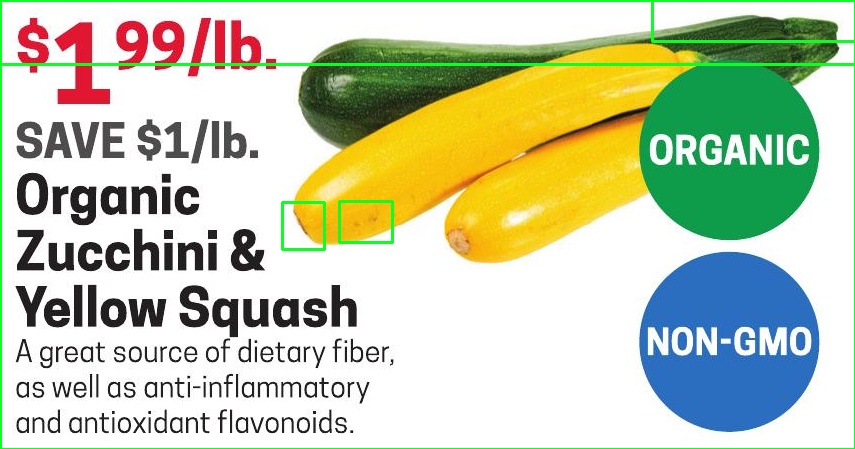 $1.99/lb.
SAVE $1/lb.
Organic
Zucchini &
Yellow Squash
A great source of dietary fiber,
as well as anti-inflammatory
and antioxidant flavonoids.
ORGANIC
NON-GMO